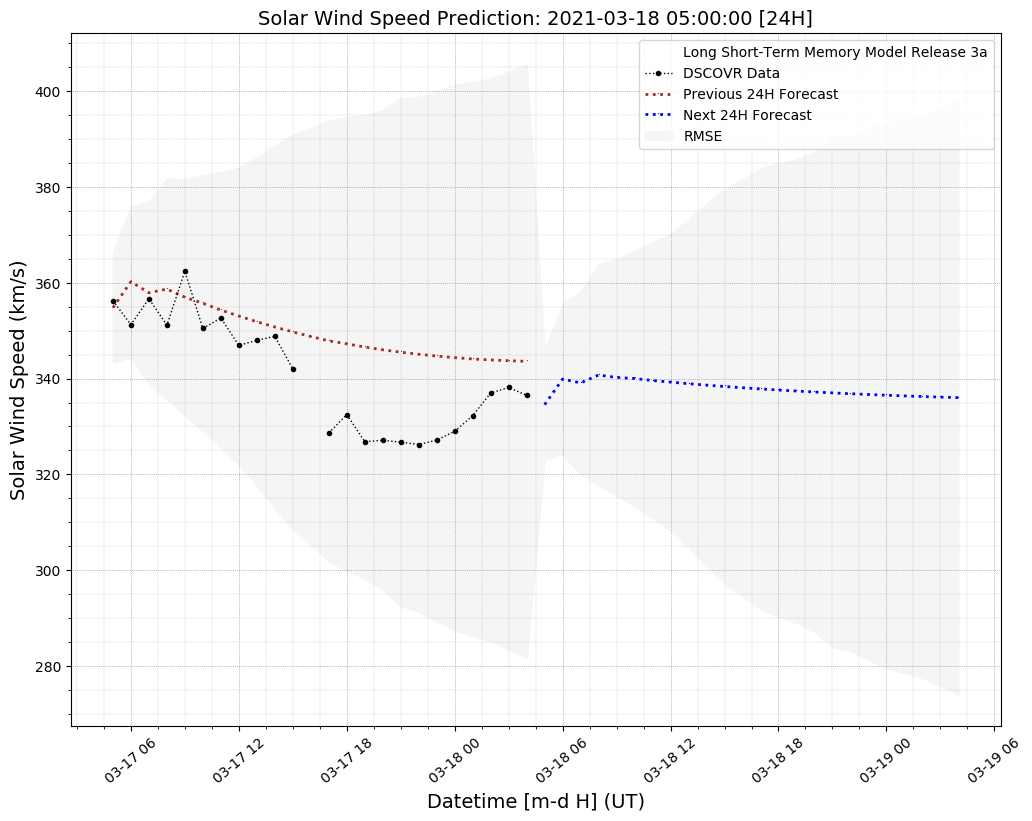 Solar Wind Speed Prediction: 2021-03-18 05:00:00 [24H]
Long Short-Term Memory Model Release 3a
DSCOVR Data
Previous 24H Forecast
Next 24H Forecast
RMSE
Solar Wind Speed (km/s)
400
380
360
340
320
300
280
03-17 06
03-17 12
03-17 18
03-18 00
03-18 06
03-18 12
03-18 18
03-19 00
03-19 06
Datetime [m-d H] (UT)